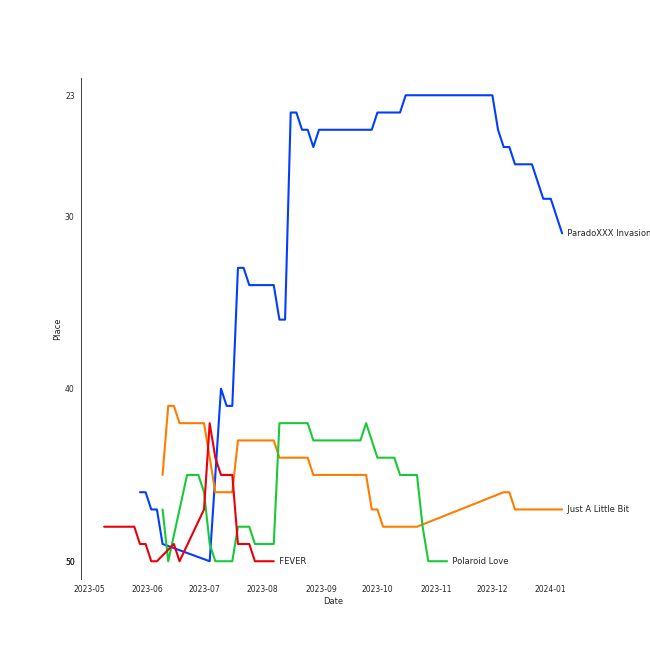 23
30
ParadoXXX Invasion
Place
40
Just A Little Bit
50
FEVER
Polaroid Love
2023-05 2023-06 2023-07 2023-08 2023-09 2023-10 2023-11 2023-12 2024-01
Date